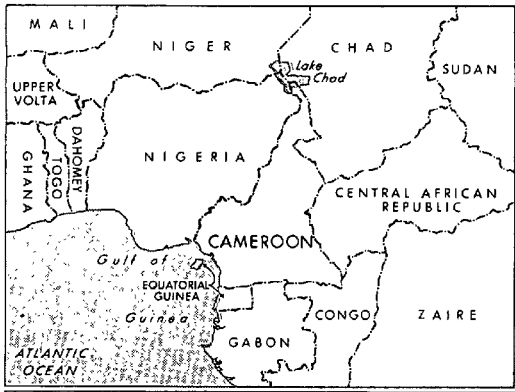 MALI
NIGER
CHAD
SUDAN
Lake
Chad
UPPER
VOLTA
GHANA
TOGO
DAHOMEY
NIGERIA
CENTRAL AFRICAN
REPUBLIC
CAMEROON
Gulf of
Guinea
EQUATORIAL
GUINEA
GABON
CONGO
ZAIRE
ATLANTIC
OCEAN